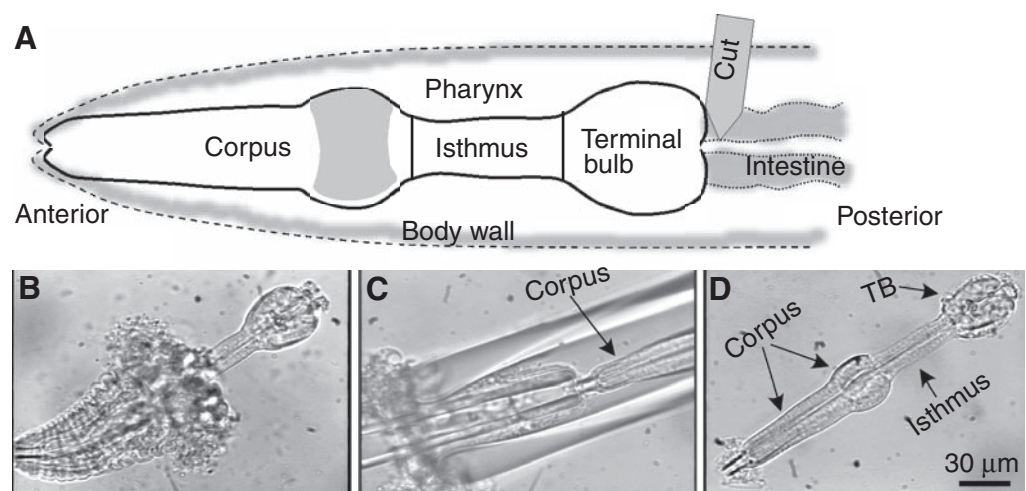 A
Cut
Pharynx
Corpus
Isthmus
Terminal
bulb
Intestine
Anterior
Posterior
Body wall
B
C
Corpus
D
TB
Corpus
Isthmus
30 μm